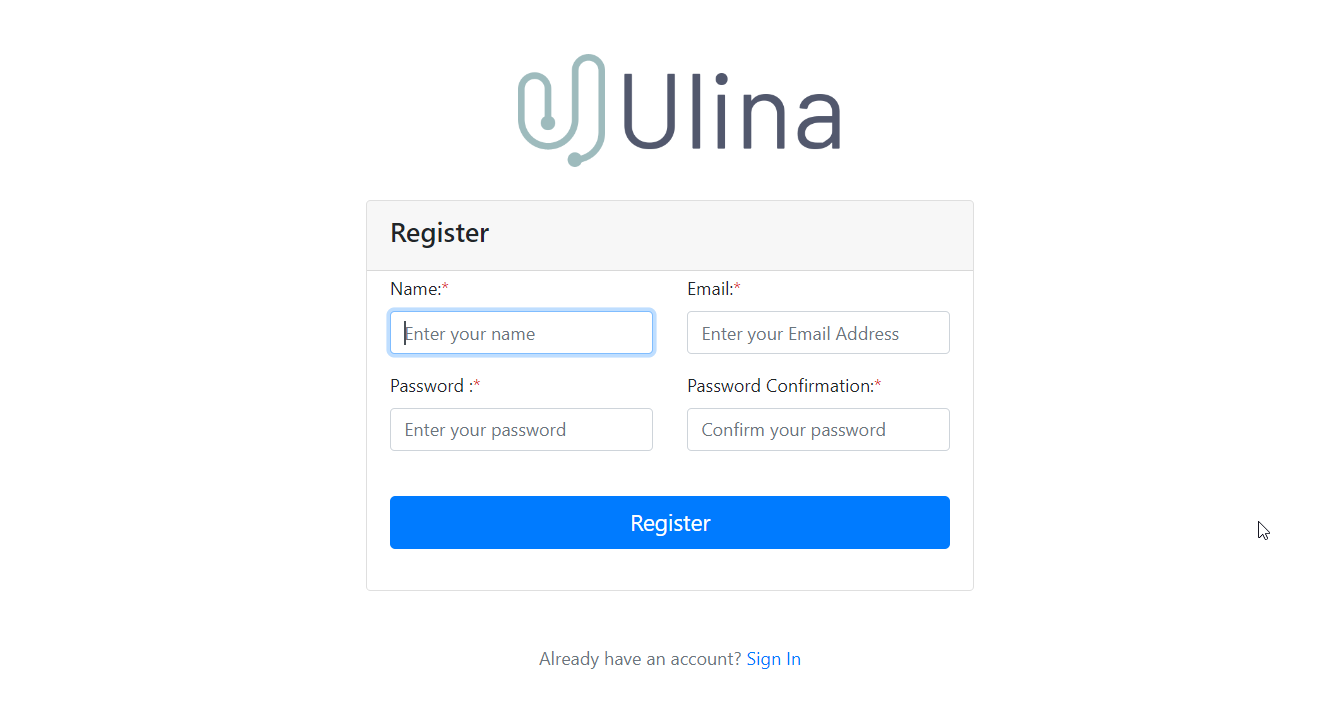 Ulina
Register
Name:* Email:*
Enter your name Enter your Email Address
Password :* Password Confirmation:*
Enter your password Confirm your password
Register
Already have an account? Sign In